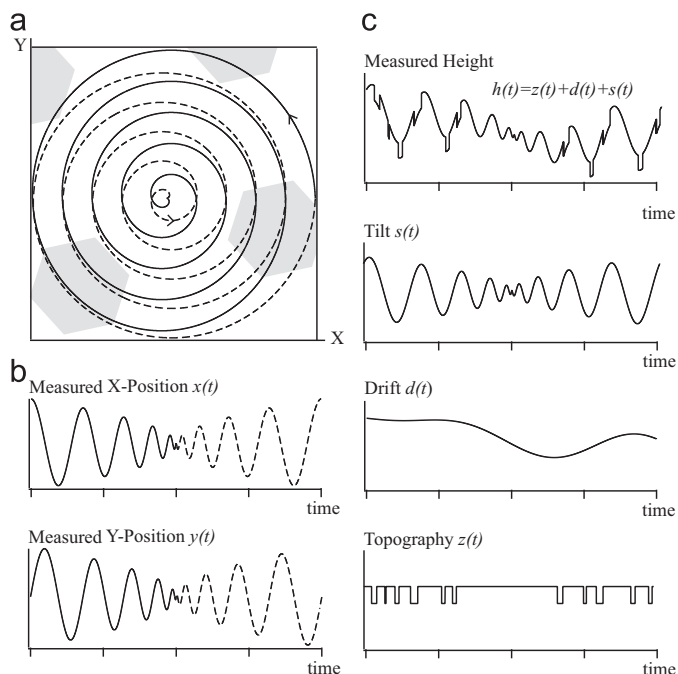 a
Y
X
b
Measured X-Position x(t)
time
Measured Y-Position y(t)
time
c
Measured Height
h(t)=z(t)+d(t)+s(t)
time
Tilt s(t)
time
Drift d(t)
time
Topography z(t)
time